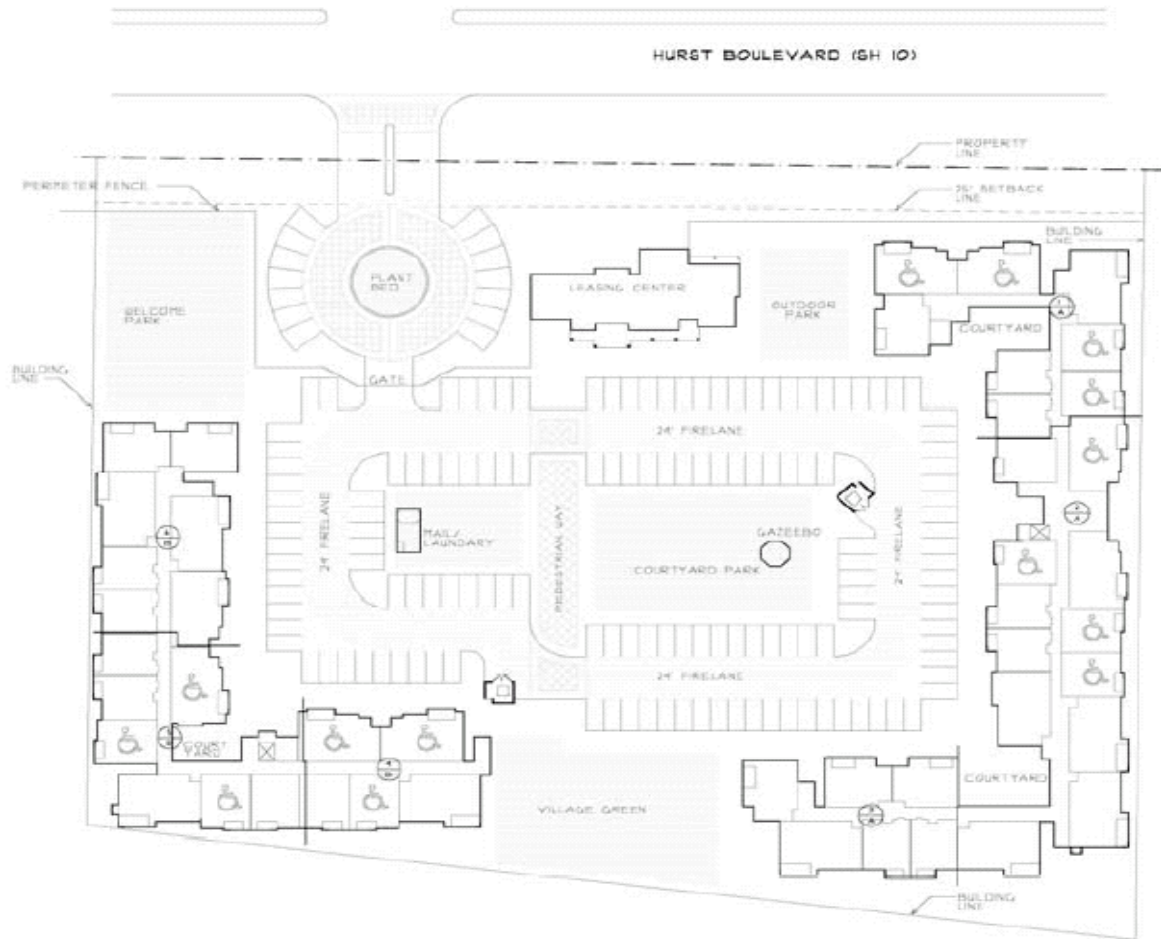 HURST BOULEVARD (SH 10)
PROPERTY
LINE
PERIMETER FENCE
25' SETBACK
LINE
BUILDING
LINE
PLANT
BED
LEASING CENTER
WELCOME
PARK
OUTDOOR
PARK
COURTYARD
BUILDING
LINE
GATE
24' FIRELANE
24' FIRELANE
MAIL/
LAUNDRY
PEDESTRIAN WAY
GAZEEBO
COURTYARD PARK
24' FIRELANE
24' FIRELANE
COURT
YARD
COURTYARD
VILLAGE GREEN
BUILDING
LINE